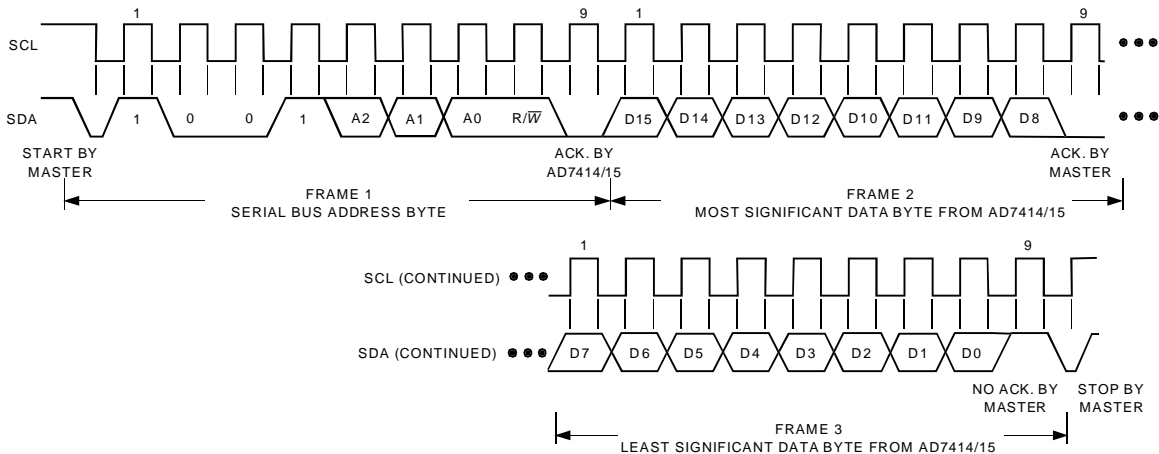 1 9 1 9
SCL
SDA 1 0 0 1 A2 A1 A0 R/W̅ D15 D14 D13 D12 D10 D11 D9 D8
START BY MASTER
ACK. BY AD7414/15
ACK. BY MASTER
FRAME 1
SERIAL BUS ADDRESS BYTE
FRAME 2
MOST SIGNIFICANT DATA BYTE FROM AD7414/15
1 9
SCL (CONTINUED)
SDA (CONTINUED) D7 D6 D5 D4 D3 D2 D1 D0
NO ACK. BY MASTER
STOP BY MASTER
FRAME 3
LEAST SIGNIFICANT DATA BYTE FROM AD7414/15